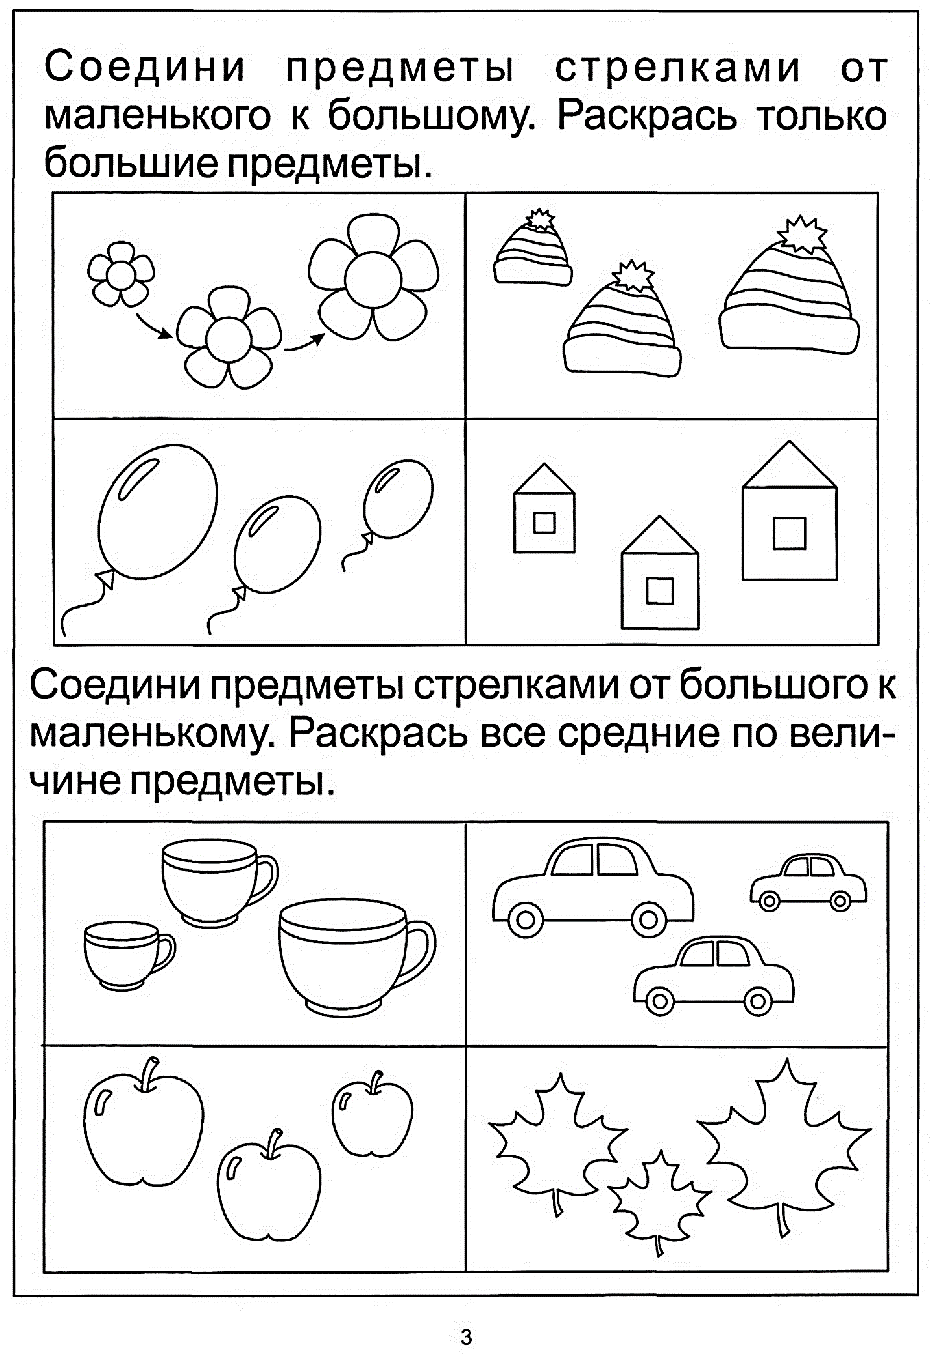 Соедини предметы стрелками от
маленького к большому. Раскрась только
большие предметы.
Соедини предметы стрелками от большого к
маленькому. Раскрась все средние по вели-
чине предметы.
3